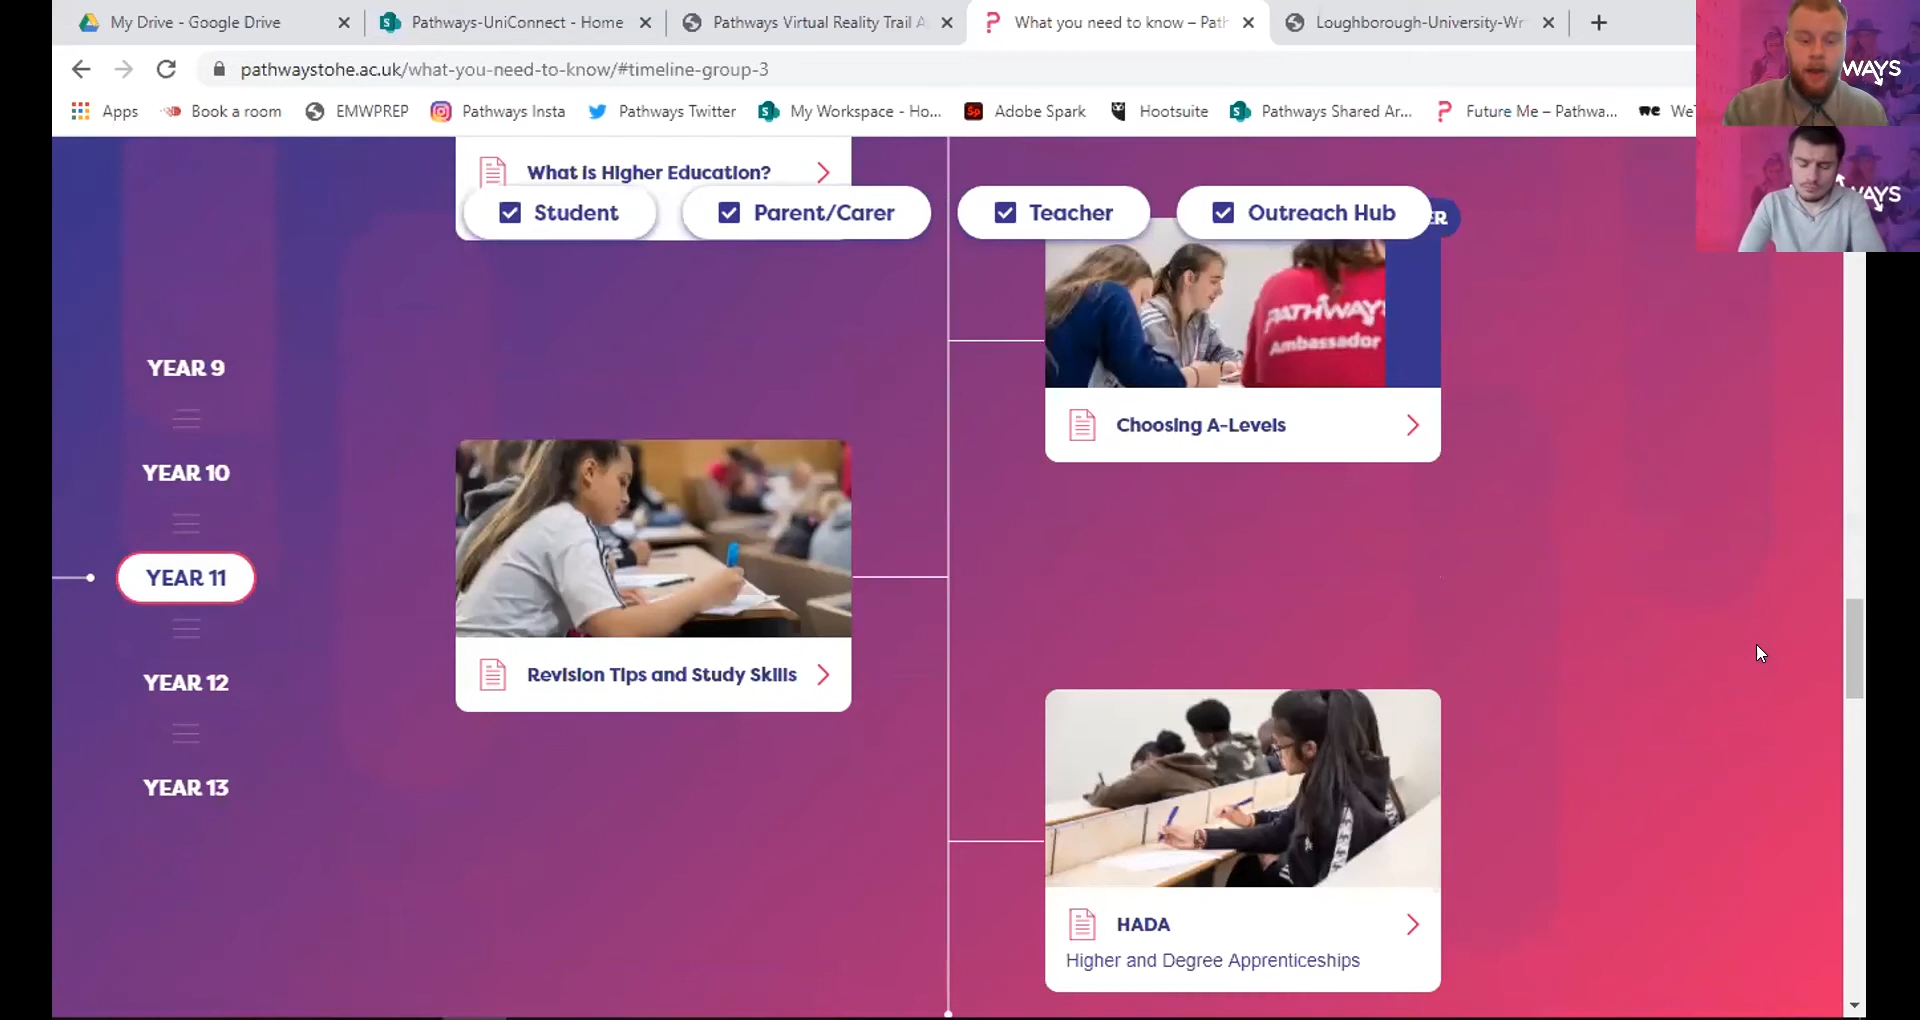 My Drive - Google Drive
Pathways-UniConnect - Home
Pathways Virtual Reality Trail A
What you need to know – Path
Loughborough-University-Wr
pathwaystohe.ac.uk/what-you-need-to-know/#timeline-group-3
Apps
Book a room
EMWPREP
Pathways Insta
Pathways Twitter
My Workspace - Ho...
Adobe Spark
Hootsuite
Pathways Shared Ar...
Future Me – Pathwa...
WAYS
WAYS
What is Higher Education?
Student
Parent/Carer
Teacher
Outreach Hub
ER
PATHWAY
Ambassador
Choosing A-Levels
YEAR 9
YEAR 10
YEAR 11
YEAR 12
YEAR 13
Revision Tips and Study Skills
HADA
Higher and Degree Apprenticeships